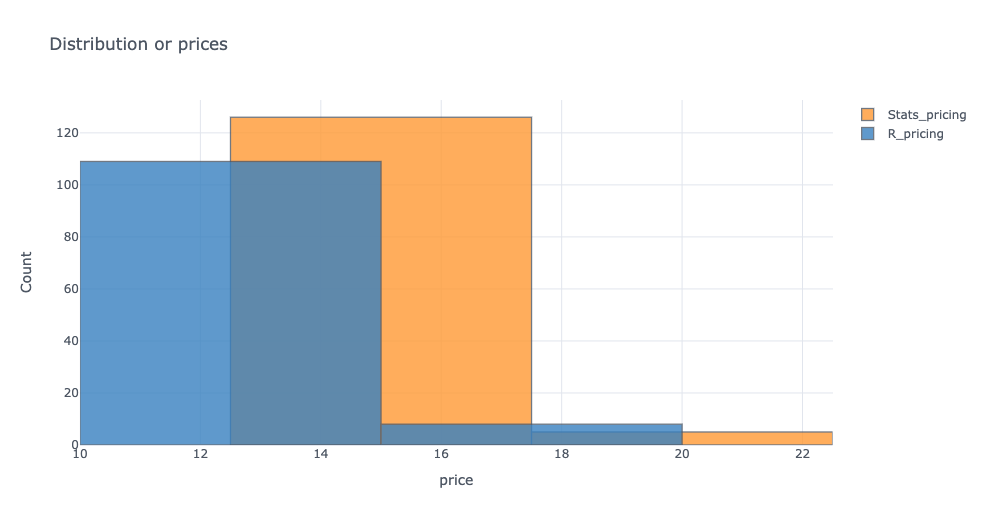 Distribution or prices
Stats_pricing
R_pricing
120
100
80
60
40
20
0
Count
10 12 14 16 18 20 22
price